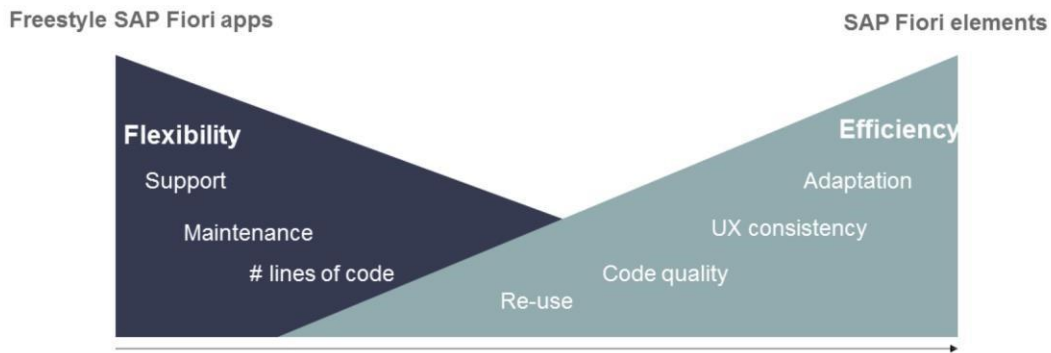 Freestyle SAP Fiori apps
SAP Fiori elements
Flexibility
Efficiency
Support
Adaptation
Maintenance
UX consistency
# lines of code
Code quality
Re-use